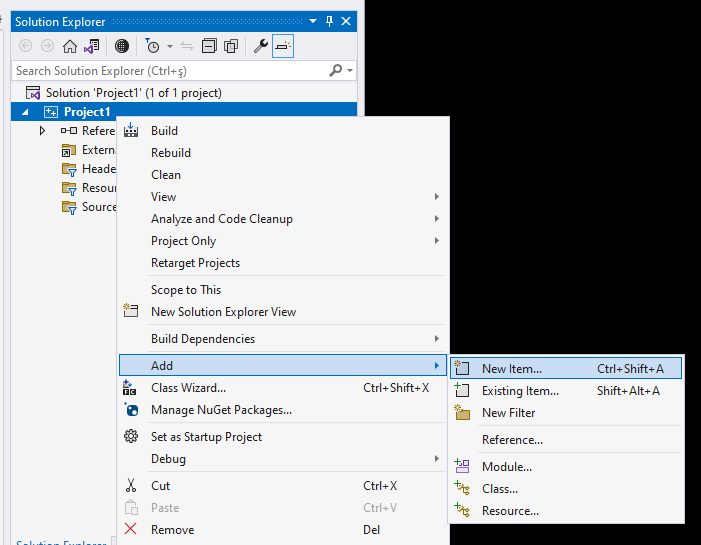 Solution Explorer
Search Solution Explorer (Ctrl+ş)
Solution 'Project1' (1 of 1 project)
Project1
Refere
Extern
Heade
Resour
Source
Build
Rebuild
Clean
View
Analyze and Code Cleanup
Project Only
Retarget Projects
Scope to This
New Solution Explorer View
Build Dependencies
Add
Class Wizard... Ctrl+Shift+X
Manage NuGet Packages...
Set as Startup Project
Debug
Cut Ctrl+X
Paste Ctrl+V
Remove Del
New Item... Ctrl+Shift+A
Existing Item... Shift+Alt+A
New Filter
Reference...
Module...
Class...
Resource...
Solution Explorer